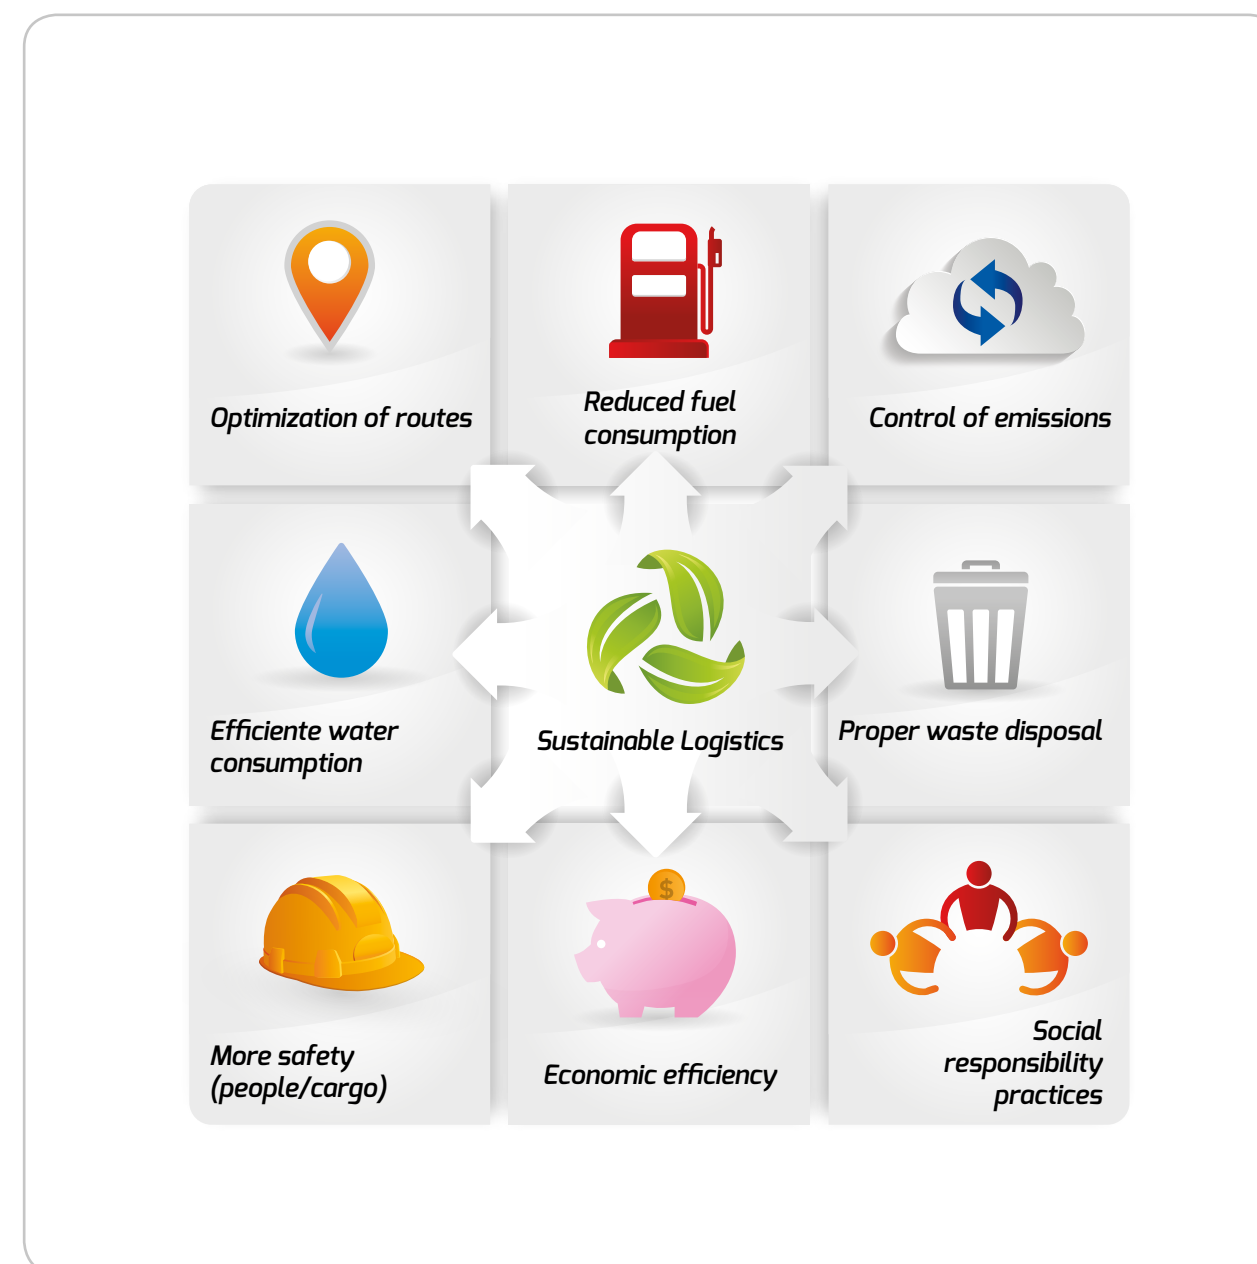 Optimization of routes
Reduced fuel
consumption
Control of emissions
Efficiente water
consumption
Sustainable Logistics
Proper waste disposal
More safety
(people/cargo)
$
Economic efficiency
Social
responsibility
practices